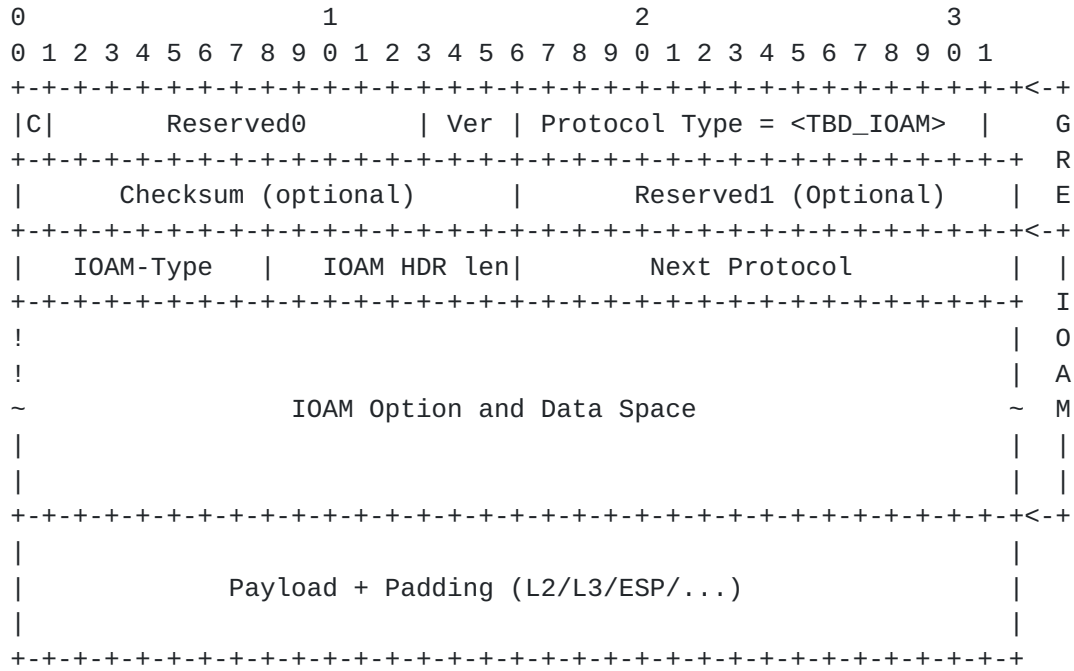 0                   1                   2                   3
0 1 2 3 4 5 6 7 8 9 0 1 2 3 4 5 6 7 8 9 0 1 2 3 4 5 6 7 8 9 0 1
+-+-+-+-+-+-+-+-+-+-+-+-+-+-+-+-+-+-+-+-+-+-+-+-+-+-+-+-+-+-+-+-+<-+
|C|       Reserved0       | Ver | Protocol Type = <TBD_IOAM>  |    G
+-+-+-+-+-+-+-+-+-+-+-+-+-+-+-+-+-+-+-+-+-+-+-+-+-+-+-+-+-+-+-+-+  R
|      Checksum (optional)      |       Reserved1 (Optional)    |  E
+-+-+-+-+-+-+-+-+-+-+-+-+-+-+-+-+-+-+-+-+-+-+-+-+-+-+-+-+-+-+-+-+<-+
|   IOAM-Type   |   IOAM HDR len|        Next Protocol          |  |
+-+-+-+-+-+-+-+-+-+-+-+-+-+-+-+-+-+-+-+-+-+-+-+-+-+-+-+-+-+-+-+-+  I
!                                                               |  O
!                                                               |  A
~                 IOAM Option and Data Space                    ~  M
|                                                               |  |
|                                                               |  |
+-+-+-+-+-+-+-+-+-+-+-+-+-+-+-+-+-+-+-+-+-+-+-+-+-+-+-+-+-+-+-+-+<-+
|                                                               |
|             Payload + Padding (L2/L3/ESP/...)                 |
|                                                               |
+-+-+-+-+-+-+-+-+-+-+-+-+-+-+-+-+-+-+-+-+-+-+-+-+-+-+-+-+-+-+-+-+